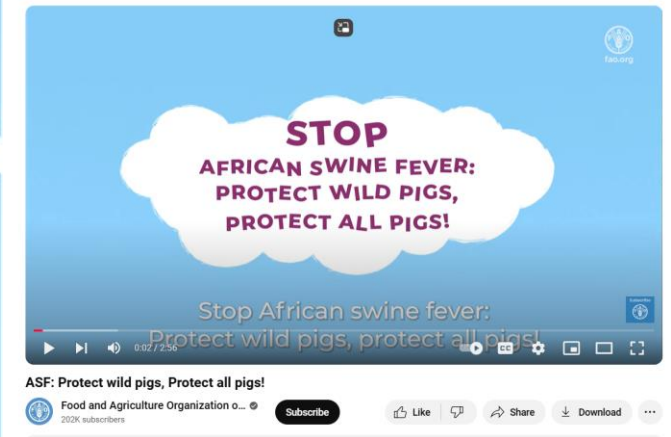 fao.org
STOP
AFRICAN SWINE FEVER:
PROTECT WILD PIGS,
PROTECT ALL PIGS!
Stop African swine fever:
Protect wild pigs, protect all pigs!
0:02 / 2:56
CC
ASF: Protect wild pigs, Protect all pigs!
Food and Agriculture Organization o...
202K subscribers
Subscribe
Like
Share
Download